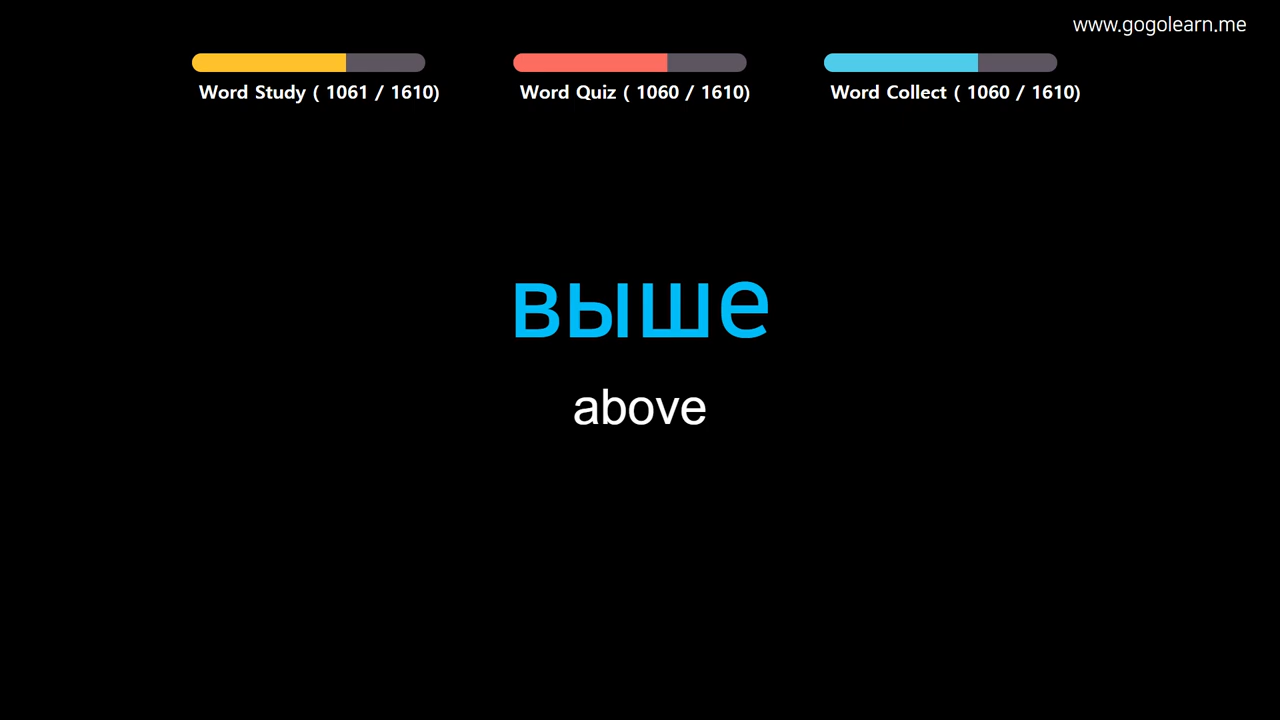 www.gogolearn.me
Word Study ( 1061 / 1610)
Word Quiz ( 1060 / 1610)
Word Collect ( 1060 / 1610)
выше
above